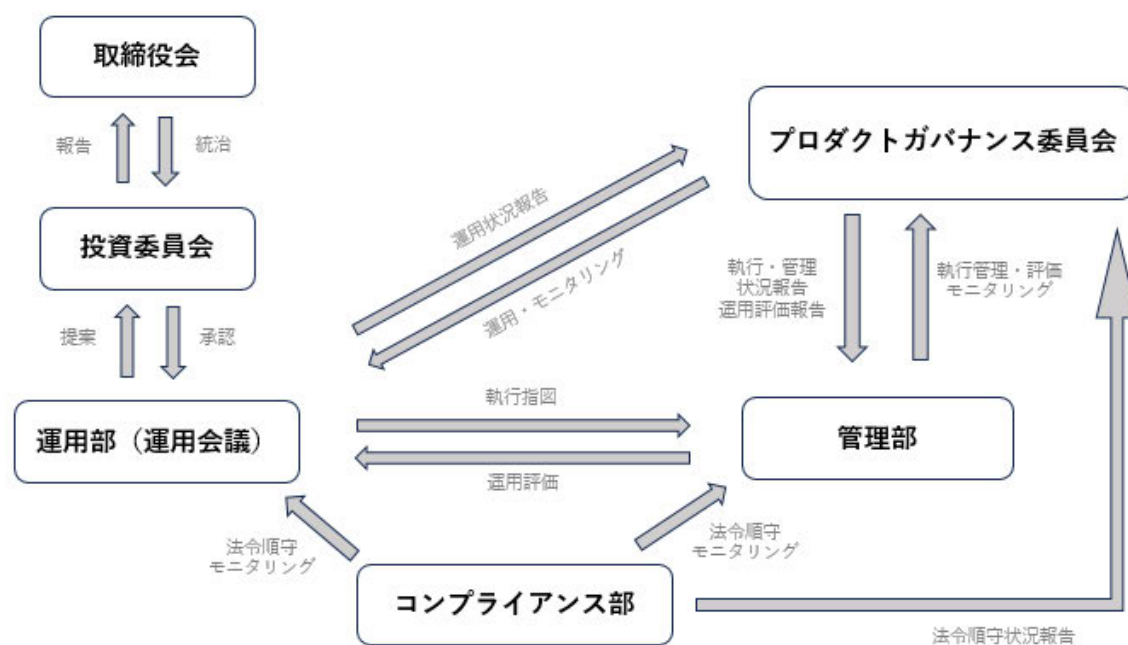 取締役会
報告
統治
投資委員会
提案
承認
運用部（運用会議）
プロダクトガバナンス委員会
運用状況報告
運用・モニタリング
執行・管理
状況報告
運用評価報告
執行管理・評価
モニタリング
執行指図
運用評価
管理部
法令順守
モニタリング
法令順守
モニタリング
コンプライアンス部
法令順守状況報告